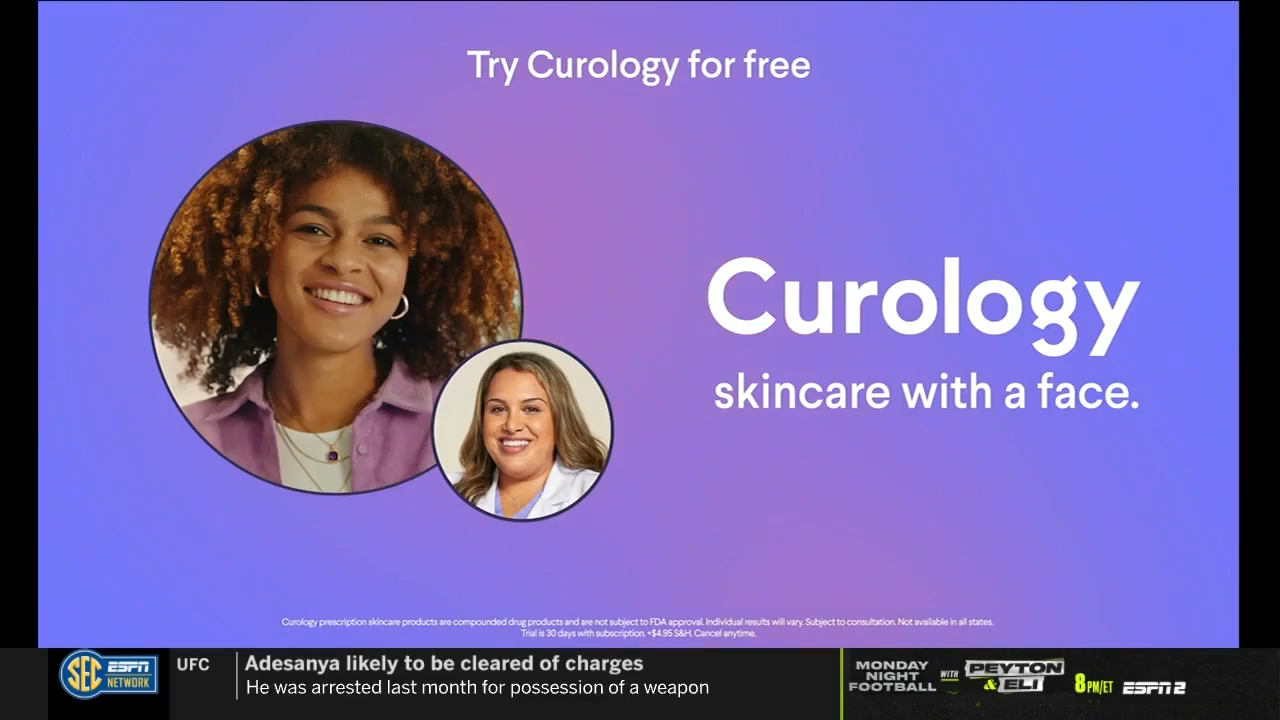 Try Curology for free
Curology
skincare with a face.
Curology prescription skincare products are compounded drug products and are not subject to FDA approval. Individual results will vary. Subject to consultation. Not available in all states.
Trial is 30 days with subscription. +$4.95 S&H. Cancel anytime.
SEC ESPN NETWORK
UFC
Adesanya likely to be cleared of charges
He was arrested last month for possession of a weapon
MONDAY NIGHT FOOTBALL WITH PEYTON & ELI 8PM/ET ESPN2